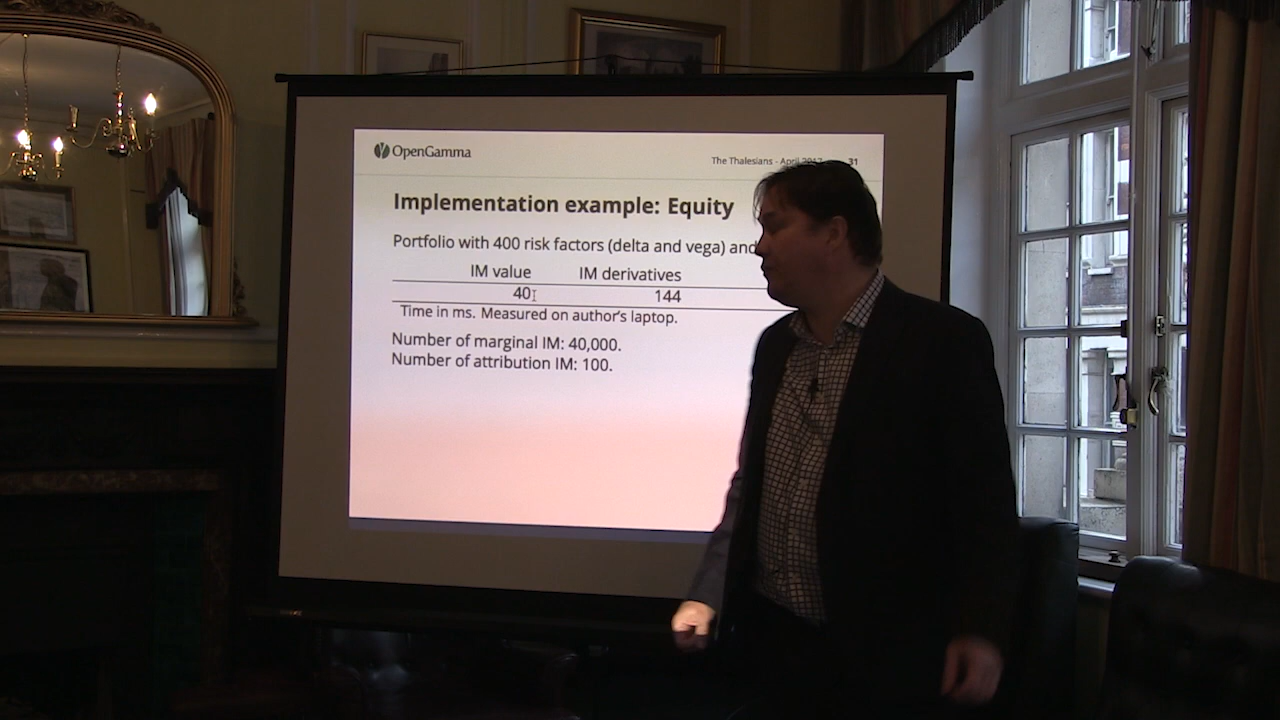 OpenGamma
The Thalesians - April 2017 31
Implementation example: Equity
Portfolio with 400 risk factors (delta and vega) and
IM value IM derivatives
40 144
Time in ms. Measured on author's laptop.
Number of marginal IM: 40,000.
Number of attribution IM: 100.